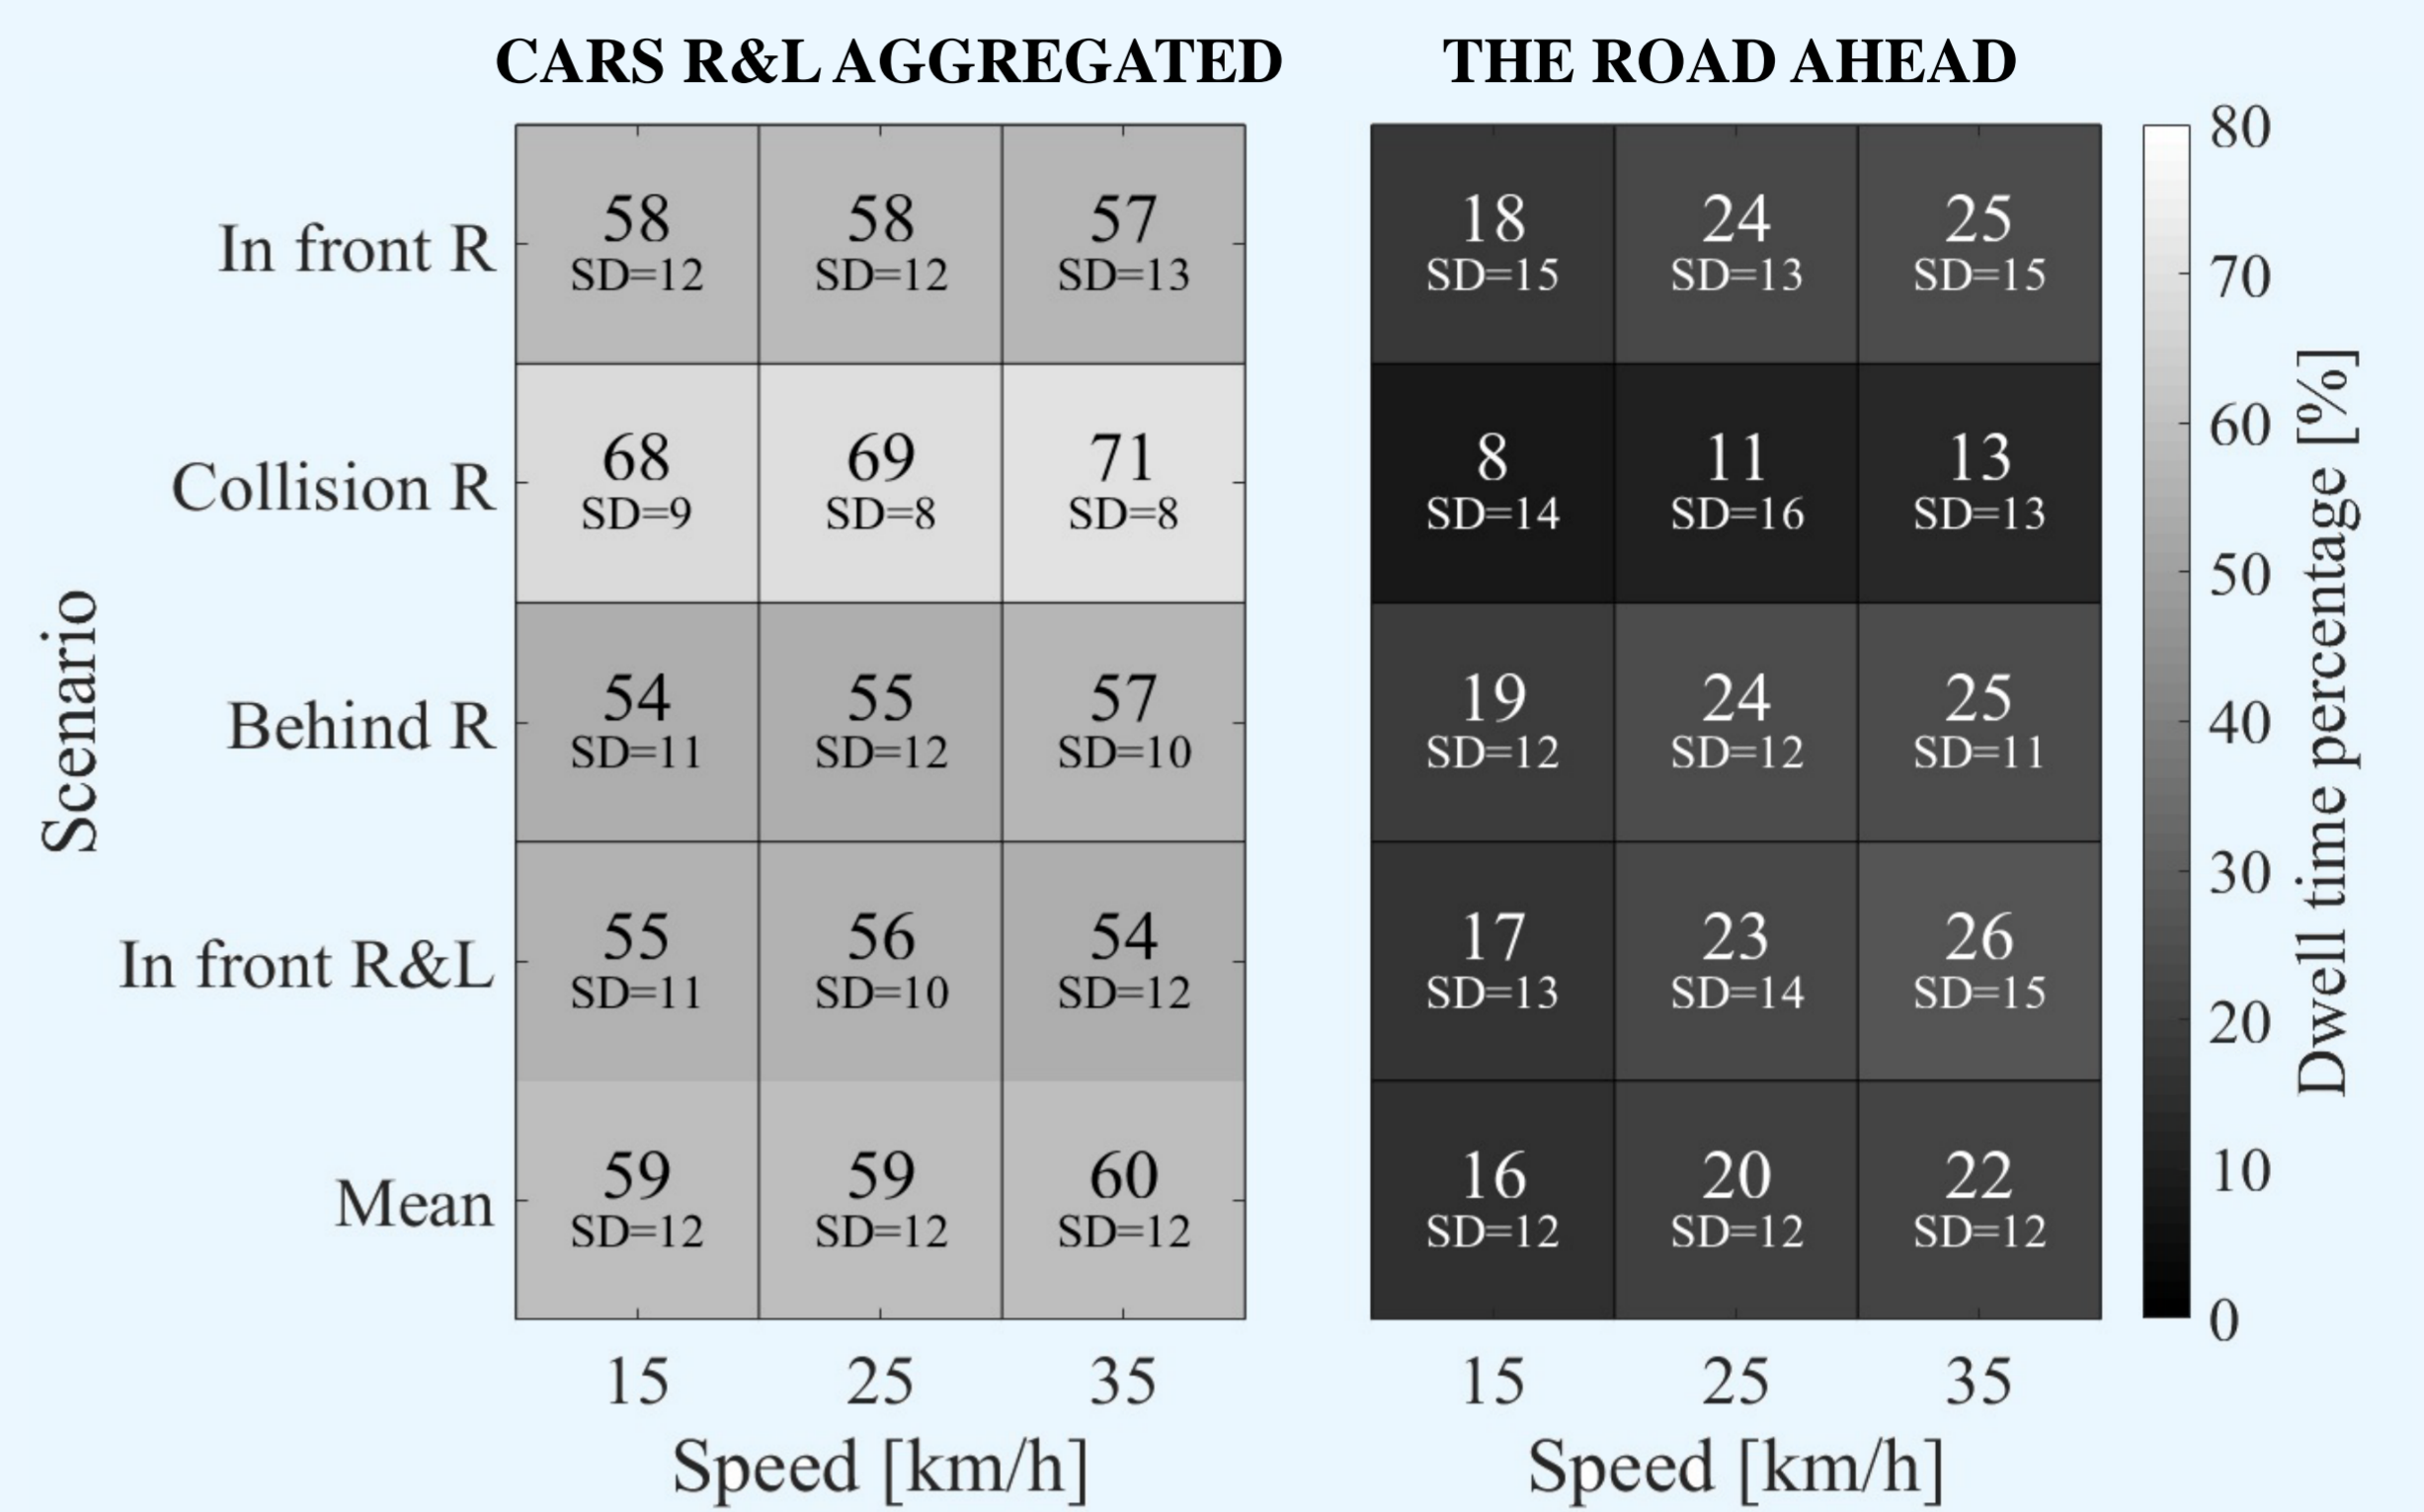 CARS R&L AGGREGATED
THE ROAD AHEAD
Scenario
In front R
58
SD=12
58
SD=12
57
SD=13
18
SD=15
24
SD=13
25
SD=15
Collision R
68
SD=9
69
SD=8
71
SD=8
8
SD=14
11
SD=16
13
SD=13
Behind R
54
SD=11
55
SD=12
57
SD=10
19
SD=12
24
SD=12
25
SD=11
In front R&L
55
SD=11
56
SD=10
54
SD=12
17
SD=13
23
SD=14
26
SD=15
Mean
59
SD=12
59
SD=12
60
SD=12
16
SD=12
20
SD=12
22
SD=12
15
25
35
15
25
35
Speed [km/h]
Speed [km/h]
80
70
60
50
40
30
20
10
0
Dwell time percentage [%]